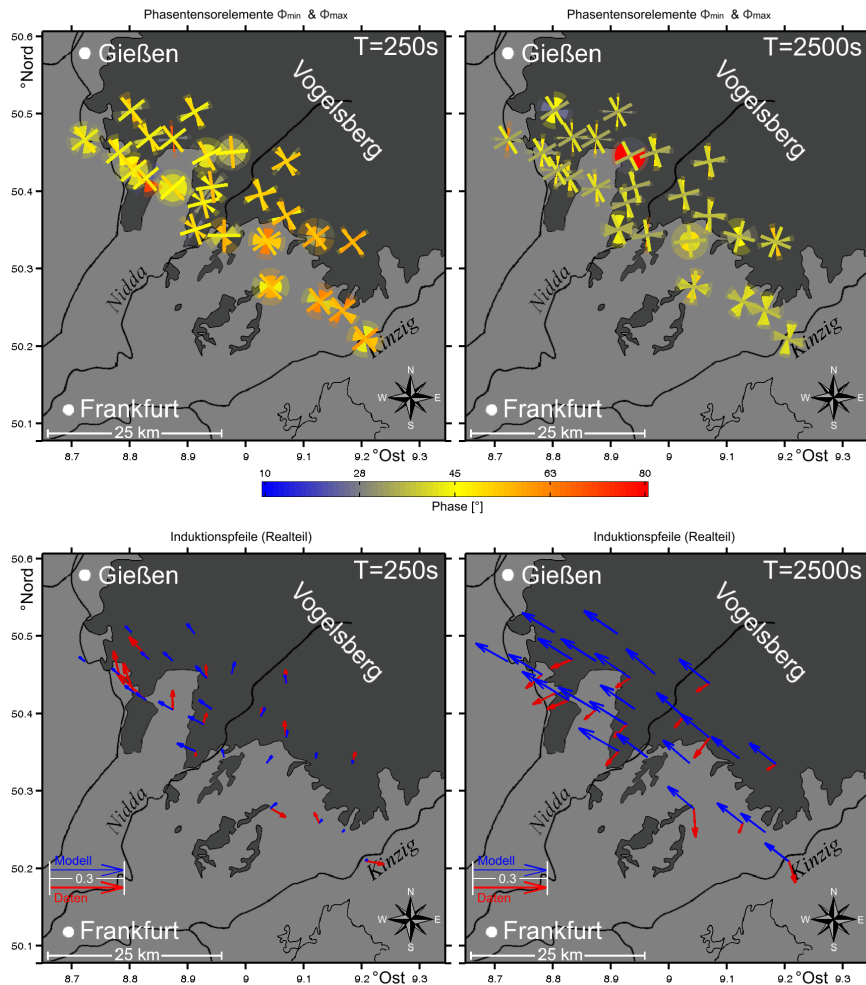 Phasentensorelemente Φmin & Φmax
Phasentensorelemente Φmin & Φmax
50.6
°Nord
50.5
50.4
50.3
50.2
50.1
Gießen
T=250s
Vogelsberg
Nidda
Kinzig
Frankfurt
25 km
N
W
E
S
8.7 8.8 8.9 9 9.1 9.2 °Ost 9.3
Gießen
T=2500s
Vogelsberg
Nidda
Kinzig
Frankfurt
25 km
N
W
E
S
8.7 8.8 8.9 9 9.1 9.2 °Ost 9.3
10 28 45 63 80
Phase [°]
Induktionspfeile (Realteil)
Induktionspfeile (Realteil)
50.6
°Nord
50.5
50.4
50.3
50.2
50.1
Gießen
T=250s
Vogelsberg
Nidda
Kinzig
Modell
0.3
Daten
Frankfurt
25 km
N
W
E
S
8.7 8.8 8.9 9 9.1 9.2 °Ost 9.3
Gießen
T=2500s
Vogelsberg
Nidda
Kinzig
Modell
0.3
Daten
Frankfurt
25 km
N
W
E
S
8.7 8.8 8.9 9 9.1 9.2 °Ost 9.3